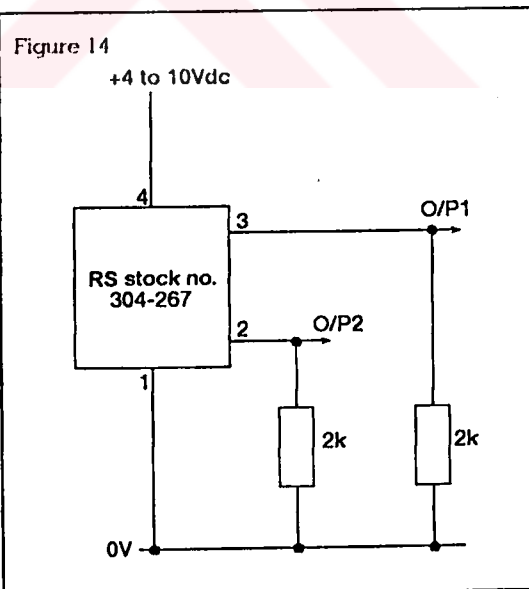 Figure 14
+4 to 10Vdc
4
3
O/P1
RS stock no.
304-267
2
O/P2
1
2k
2k
0V